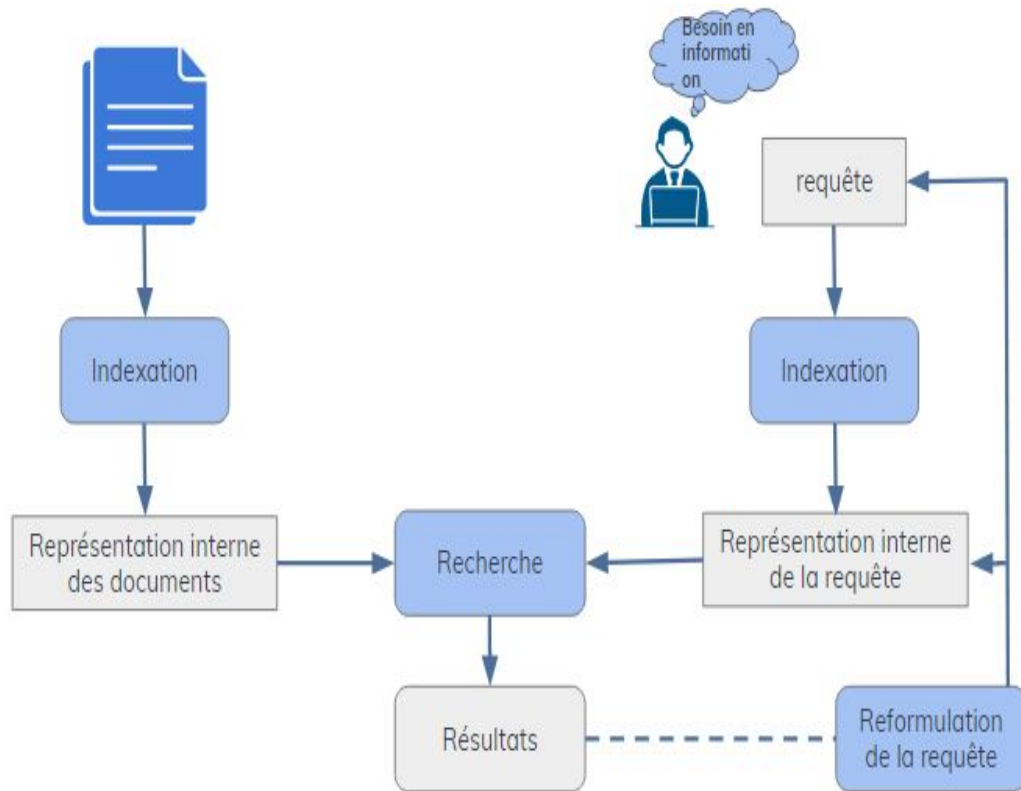 Besoin en
informati
on
requête
Indexation
Indexation
Représentation interne
des documents
Recherche
Représentation interne
de la requête
Résultats
Reformulation
de la requête